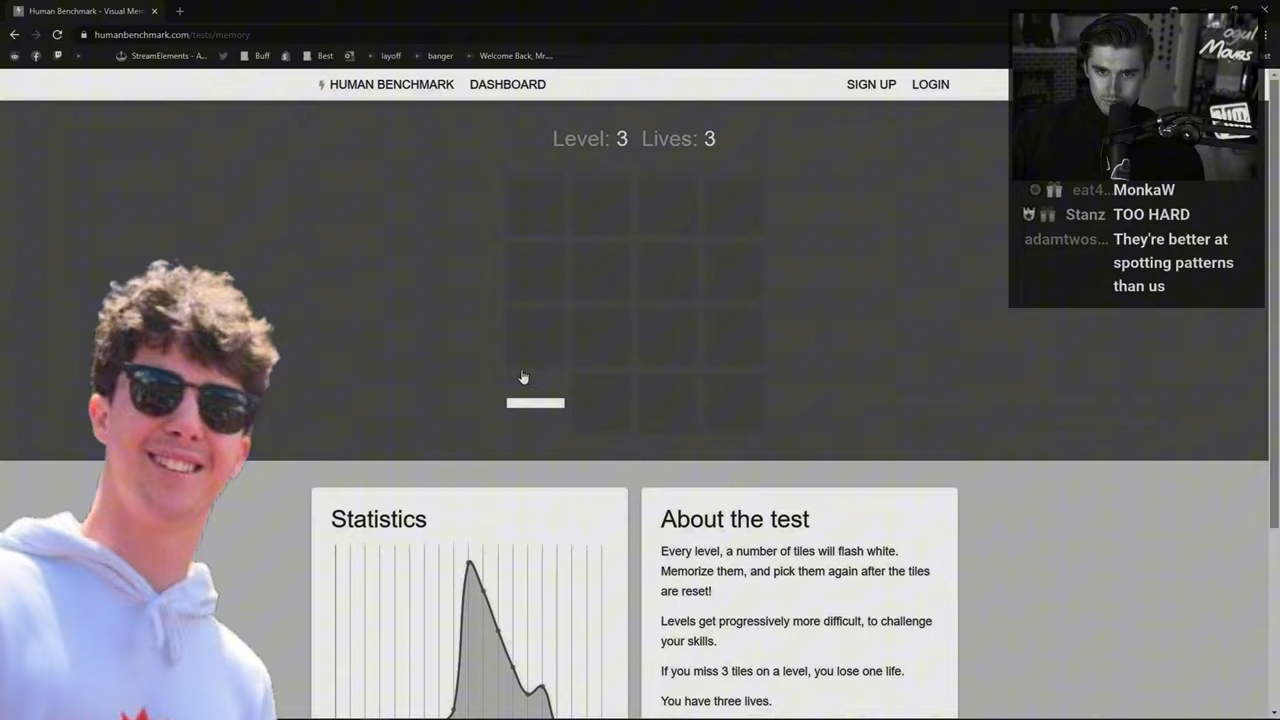 Human Benchmark - Visual Mem
humanbenchmark.com/tests/memory
StreamElements - A...
Buff
Best
layoff
banger
Welcome Back, Mr....
HUMAN BENCHMARK
DASHBOARD
SIGN UP
LOGIN
Level: 3 Lives: 3
eat4... MonkaW
Stanz TOO HARD
adamtwos... They're better at
spotting patterns
than us
Statistics
About the test
Every level, a number of tiles will flash white.
Memorize them, and pick them again after the tiles
are reset!
Levels get progressively more difficult, to challenge
your skills.
If you miss 3 tiles on a level, you lose one life.
You have three lives.